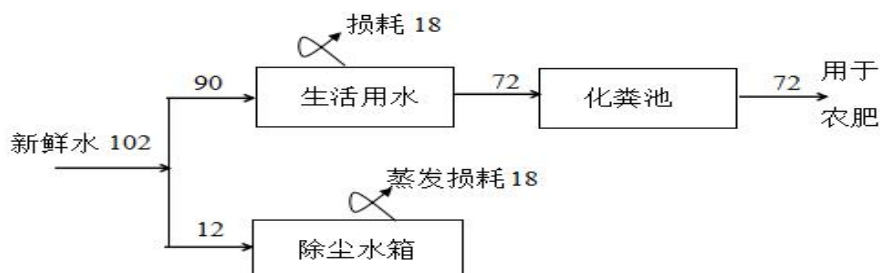 损耗 18
90
生活用水
72
化粪池
72
用于
农肥
新鲜水 102
蒸发损耗 18
12
除尘水箱